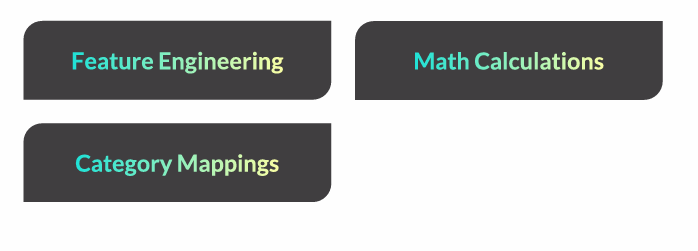 Feature Engineering
Math Calculations
Category Mappings